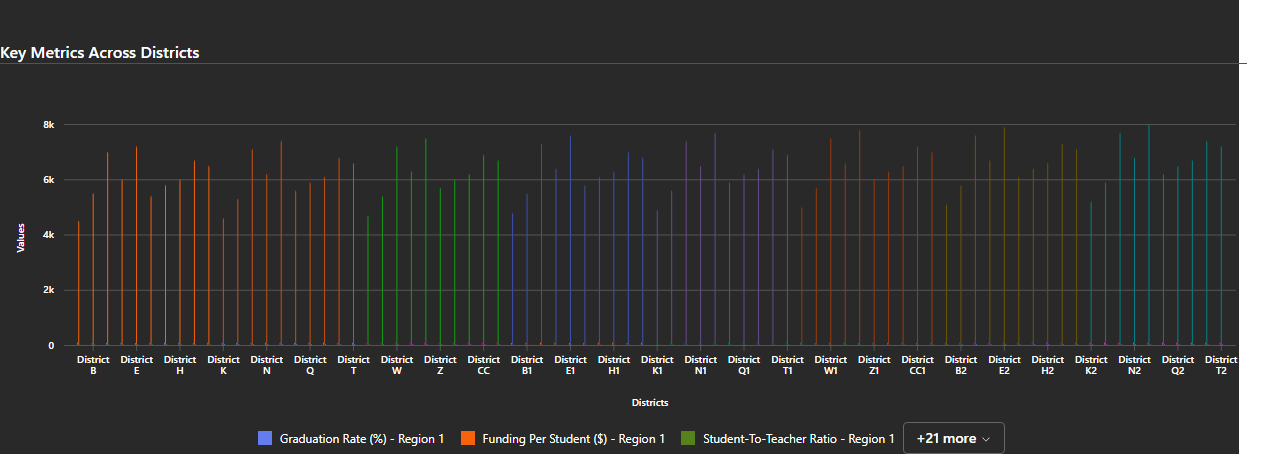 Key Metrics Across Districts
8k
6k
4k
2k
0
Values
District District District District District District District District District District District District District District District District District District District District District District District District District District District
B E H K N Q T W Z CC B1 E1 H1 K1 N1 Q1 T1 W1 Z1 CC1 B2 E2 H2 K2 N2 Q2 T2
Districts
Graduation Rate (%) - Region 1 Funding Per Student ($) - Region 1 Student-To-Teacher Ratio - Region 1 +21 more